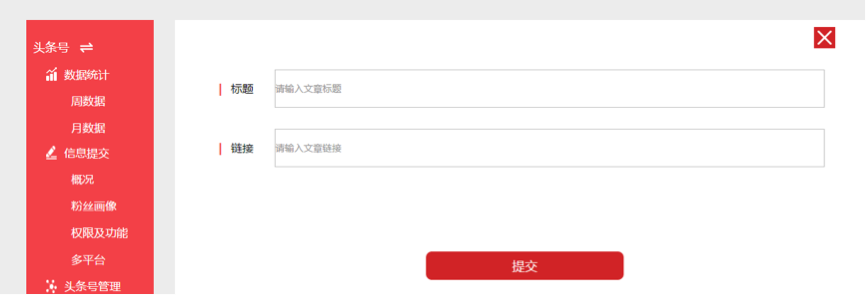 头条号
数据统计
周数据
月数据
信息提交
概况
粉丝画像
权限及功能
多平台
头条号管理
标题
请输入文章标题
链接
请输入文章链接
提交